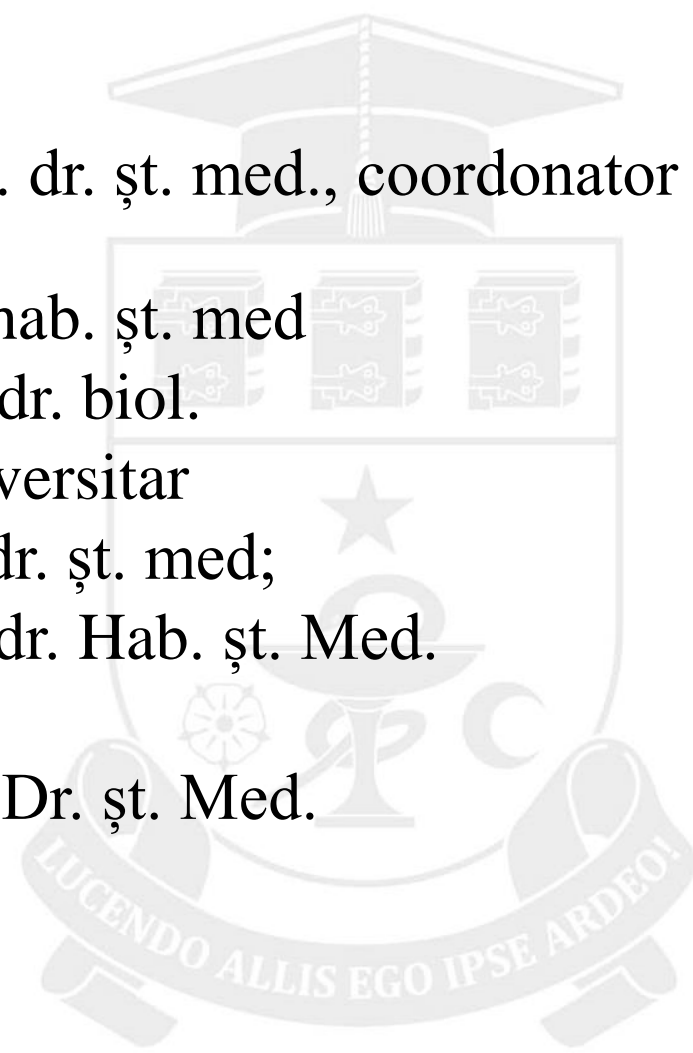 . dr. șt. med., coordonator
hab. șt. med
dr. biol.
versitar
dr. șt. med;
dr. Hab. șt. Med.
Dr. șt. Med.
LUCENDO ALLIS EGO IPSE ARDEO!